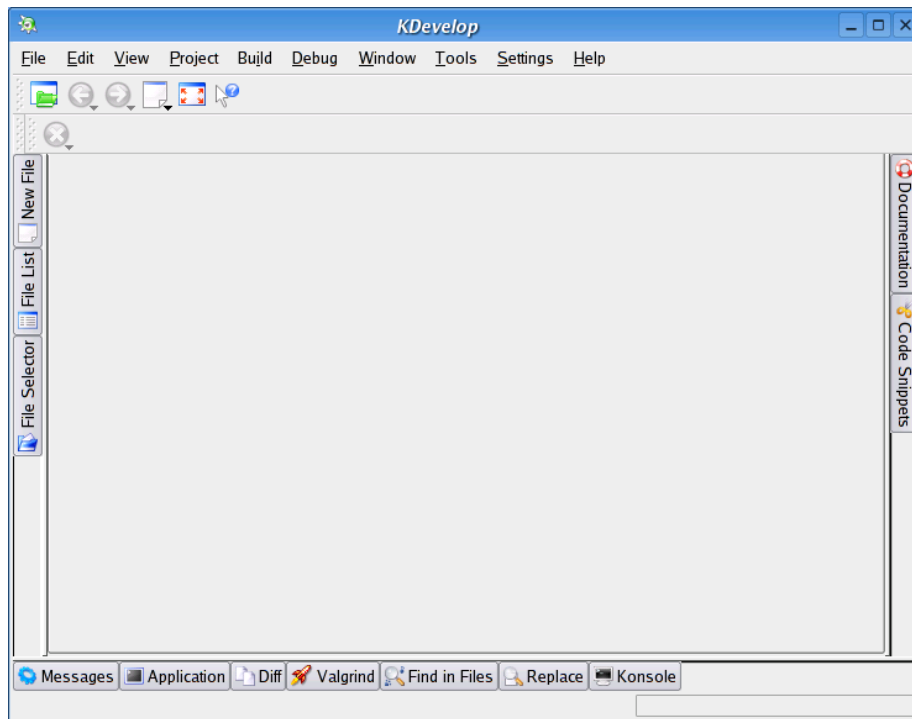 KDevelop
File Edit View Project Build Debug Window Tools Settings Help
New File
File List
File Selector
Documentation
Code Snippets
Messages Application Diff Valgrind Find in Files Replace Konsole